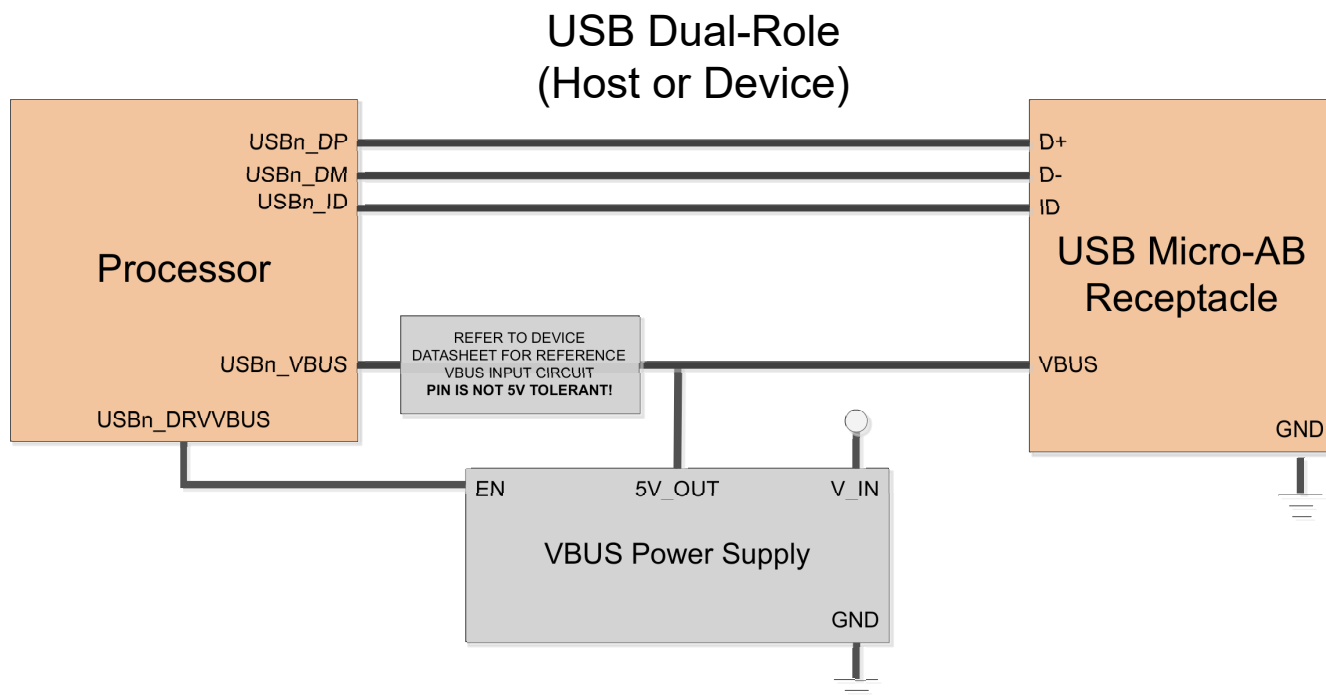 USB Dual-Role
(Host or Device)
USBn_DP
USBn_DM
USBn_ID
Processor
USBn_VBUS
USBn_DRVVBUS
REFER TO DEVICE
DATASHEET FOR REFERENCE
VBUS INPUT CIRCUIT
PIN IS NOT 5V TOLERANT!
D+
D-
ID
USB Micro-AB
Receptacle
VBUS
GND
EN
5V_OUT
V_IN
VBUS Power Supply
GND